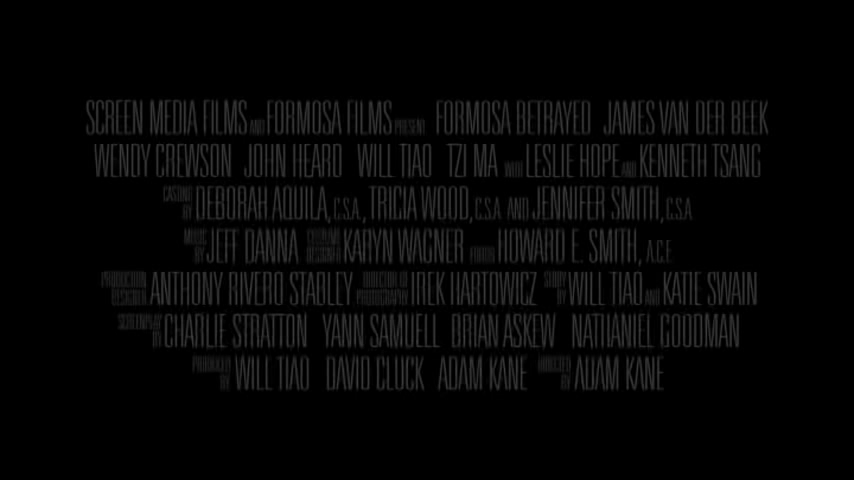 SCREEN MEDIA FILMS AND FORMOSA FILMS PRESENT FORMOSA BETRAYED JAMES VAN DER BEEK
WENDY CREWSON JOHN HEARD WILL TIAO TZI MA WITH LESLIE HOPE AND KENNETH TSANG
CASTING BY DEBORAH AQUILA, C.S.A., TRICIA WOOD, C.S.A. AND JENNIFER SMITH, C.S.A.
MUSIC BY JEFF DANNA COSTUME DESIGNER KARYN WAGNER EDITOR HOWARD E. SMITH, A.C.E.
PRODUCTION DESIGNER ANTHONY RIVERO STABLEY DIRECTOR OF PHOTOGRAPHY IREK HARTOWICZ STORY BY WILL TIAO AND KATIE SWAIN
SCREENPLAY BY CHARLIE STRATTON YANN SAMUELL BRIAN ASKEW NATHANIEL GOODMAN
PRODUCED BY WILL TIAO DAVID CLUCK ADAM KANE DIRECTED BY ADAM KANE